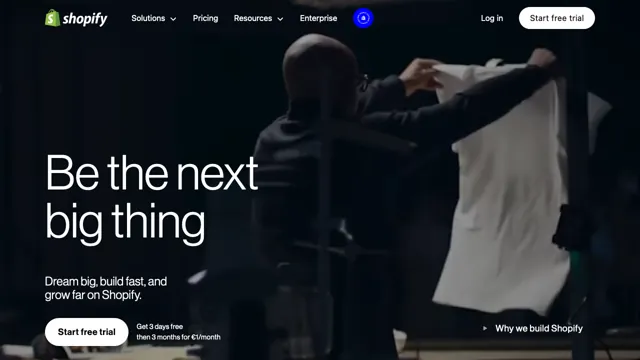 shopify
Solutions
Pricing
Resources
Enterprise
Log in
Start free trial
Be the next
big thing
Dream big, build fast, and
grow far on Shopify.
Start free trial
Get 3 days free
then 3 months for €1/month
Why we build Shopify